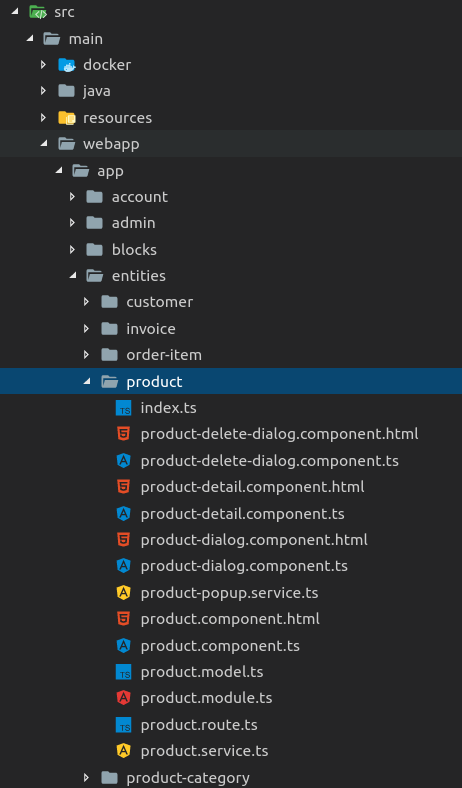 src
main
docker
java
resources
webapp
app
account
admin
blocks
entities
customer
invoice
order-item
product
index.ts
product-delete-dialog.component.html
product-delete-dialog.component.ts
product-detail.component.html
product-detail.component.ts
product-dialog.component.html
product-dialog.component.ts
product-popup.service.ts
product.component.html
product.component.ts
product.model.ts
product.module.ts
product.route.ts
product.service.ts
product-category